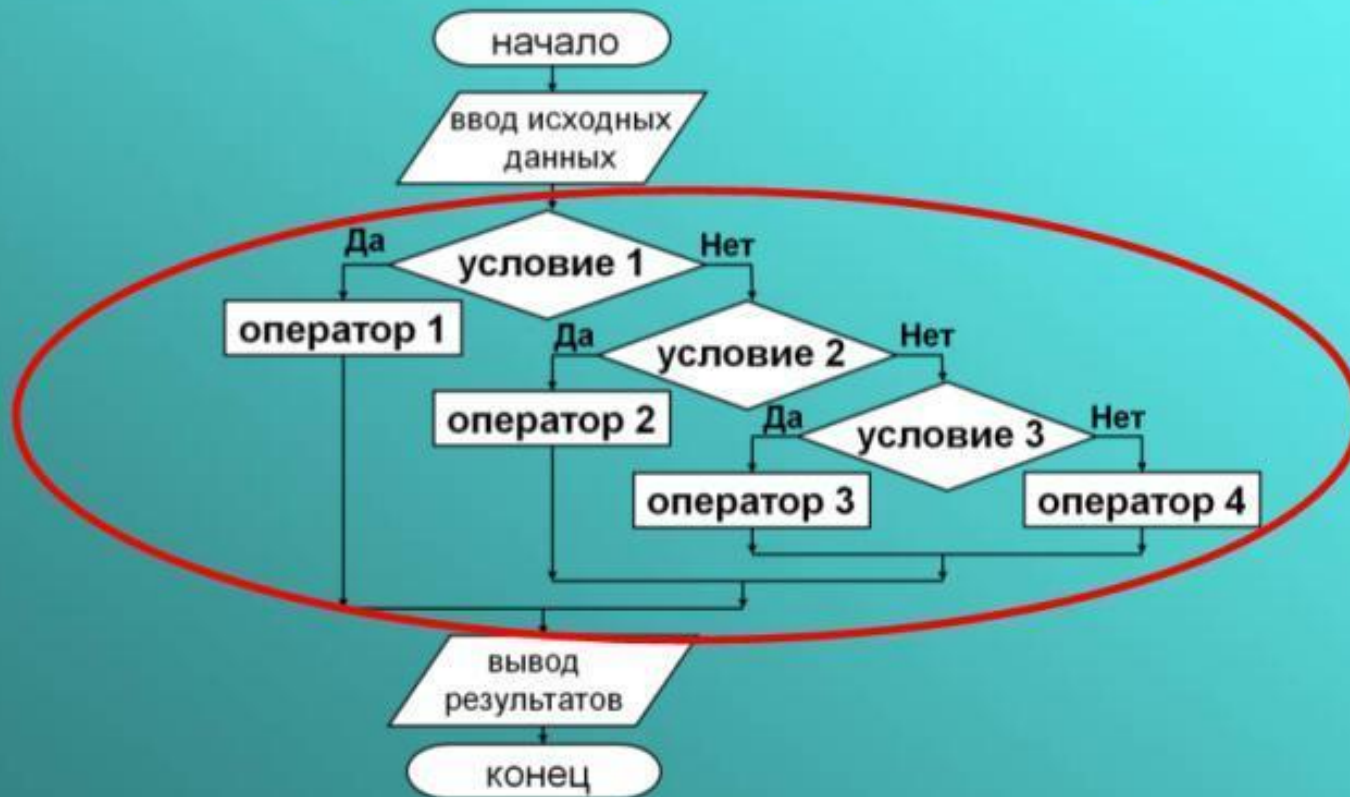 начало
ввод исходных
данных
Да
условие 1
Нет
оператор 1
Да
условие 2
Нет
оператор 2
Да
условие 3
Нет
оператор 3
оператор 4
вывод
результатов
конец